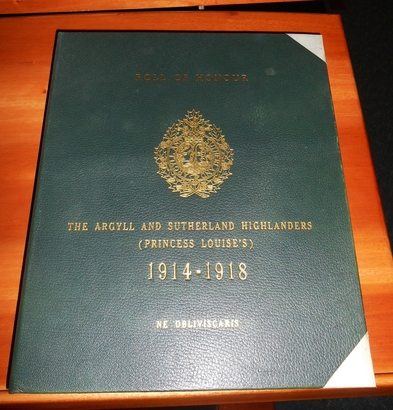 ROLL OF HONOUR
THE ARGYLL AND SUTHERLAND HIGHLANDERS
(PRINCESS LOUISE'S)
1914·1918
NE OBLIVISCARIS